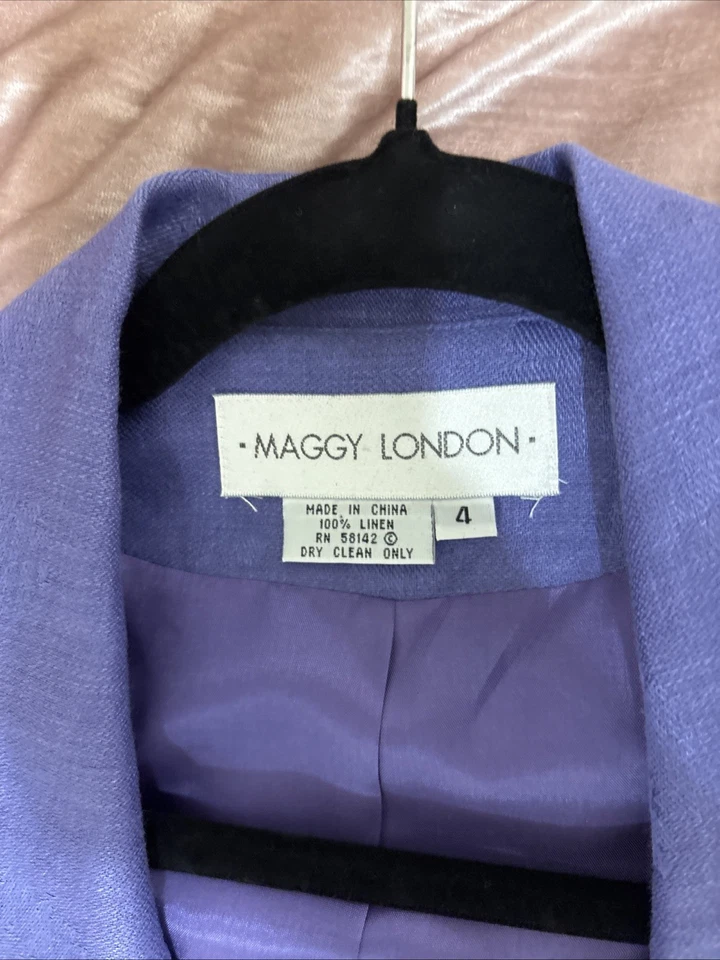 · MAGGY LONDON ·
MADE IN CHINA
100% LINEN
RN 58142 ©
DRY CLEAN ONLY
4